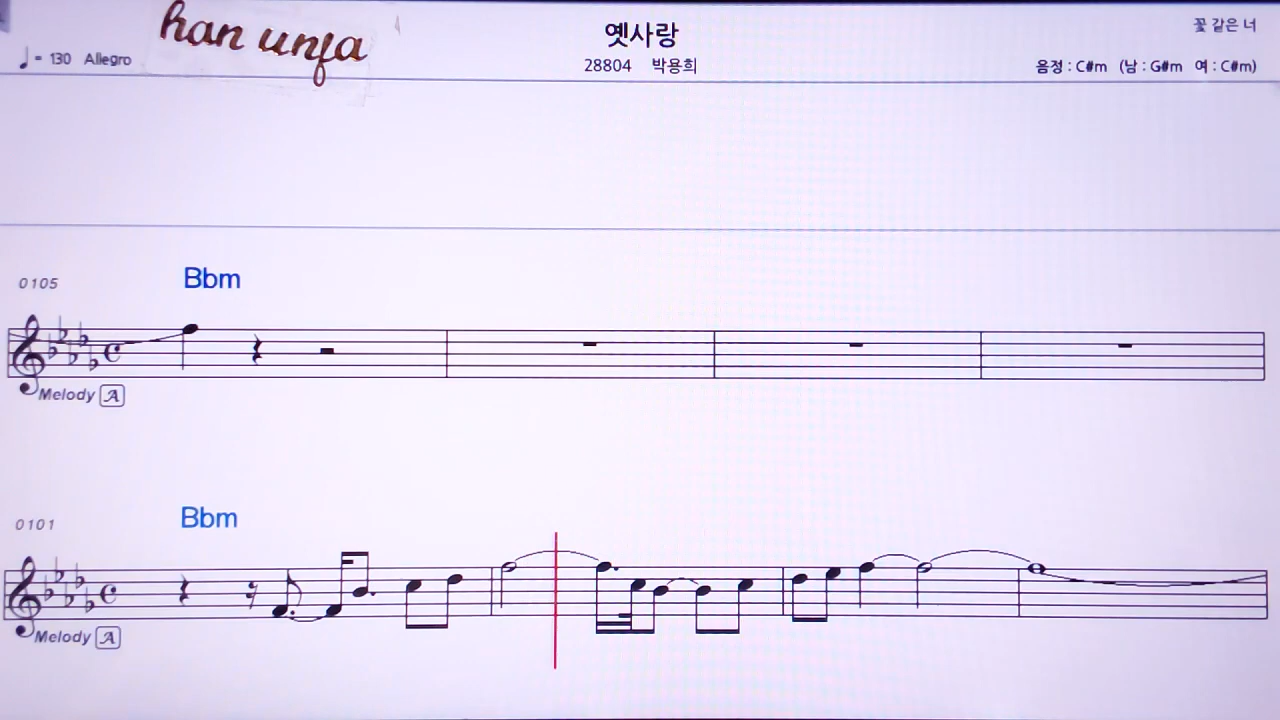 han unja
옛사랑
꽃 같은 너
♩ = 130 Allegro
28804 박용희
음정 : C#m (남 : G#m 여 : C#m)
0105
Bbm
Melody A
0101
Bbm
Melody A